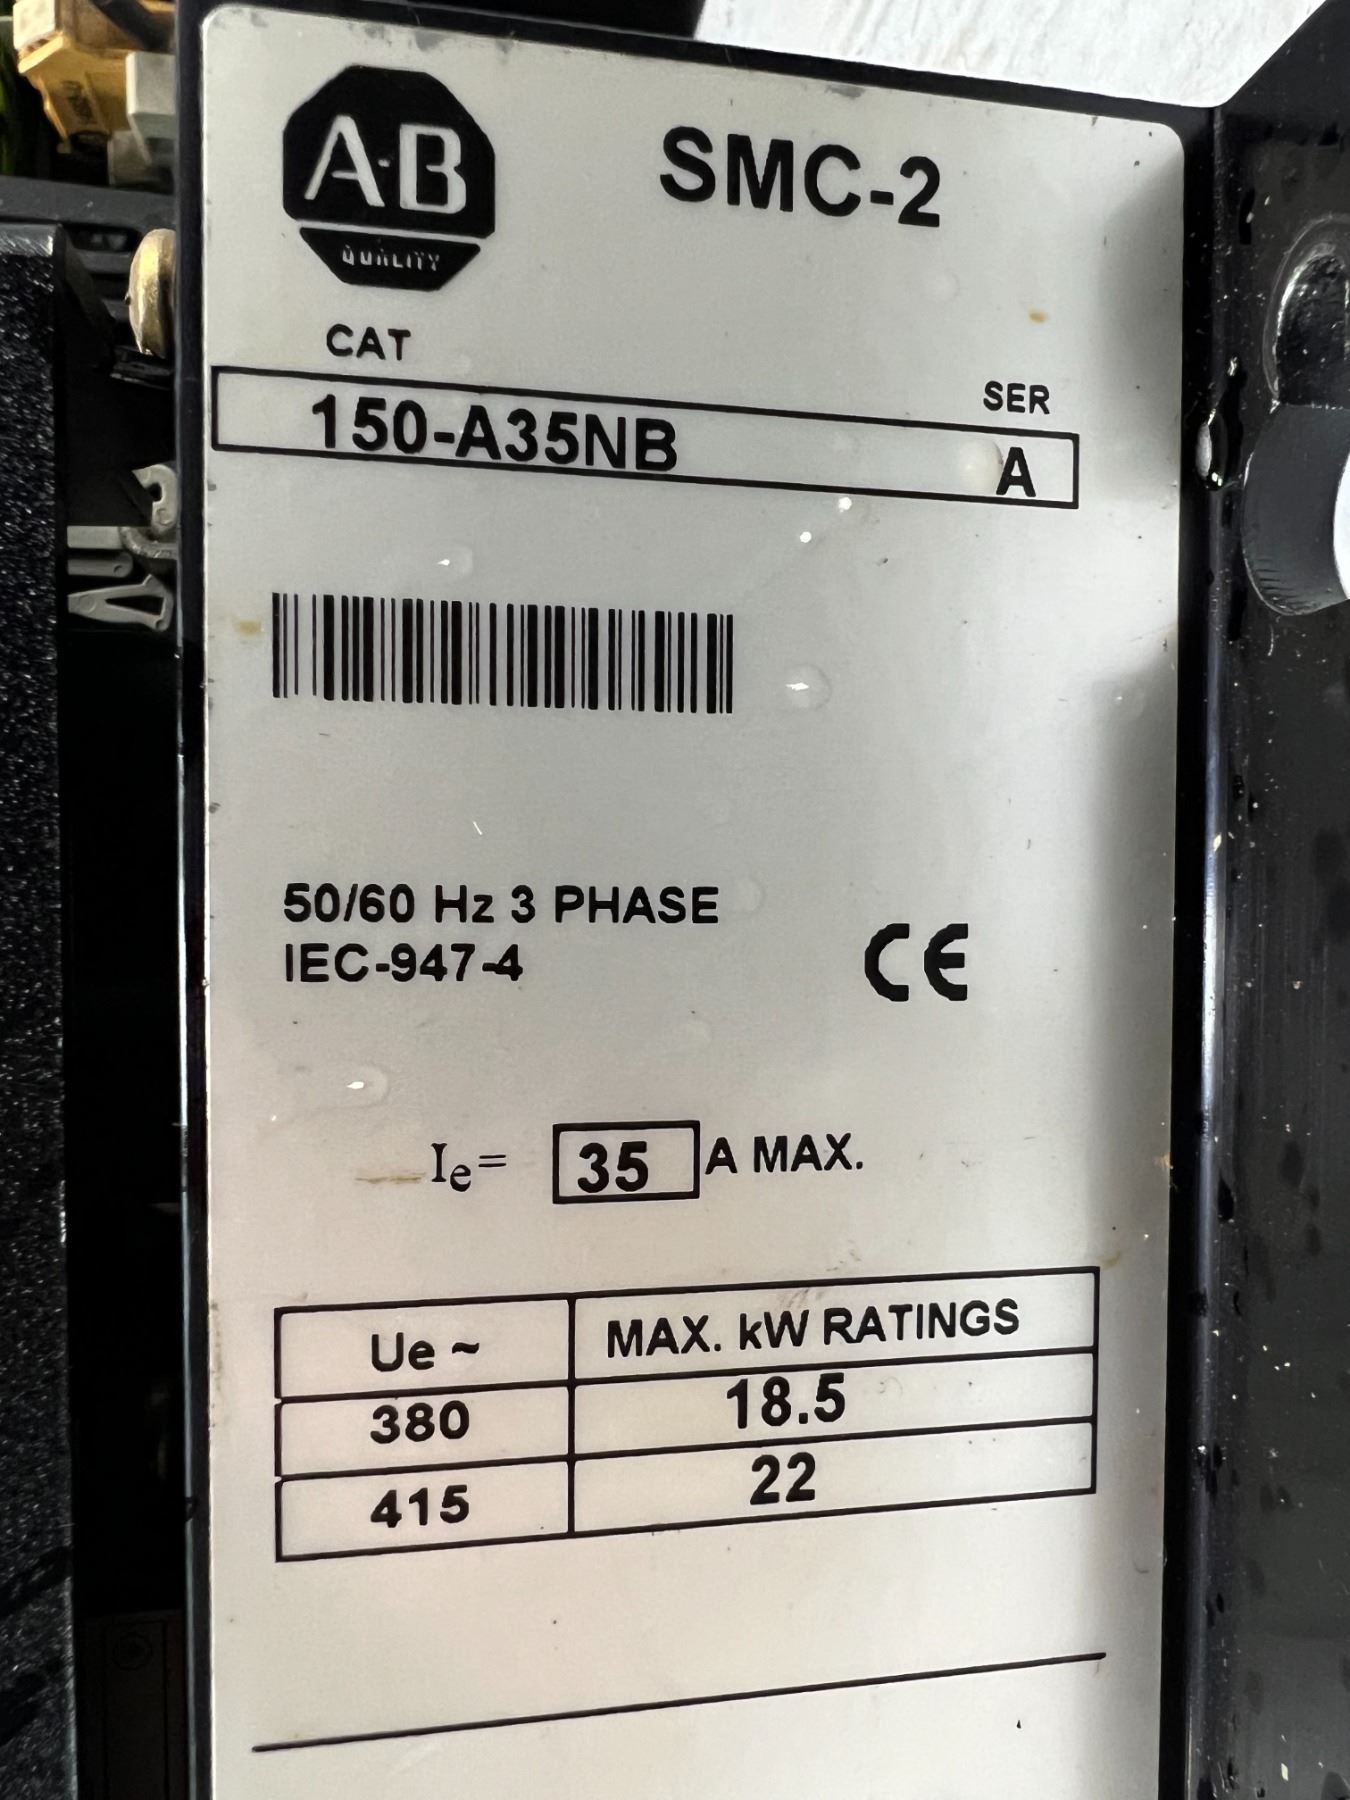 A-B
QUALITY
SMC-2
CAT
SER
150-A35NB
A
50/60 Hz 3 PHASE
IEC-947-4
CE
Ie= 35 A MAX.
Ue ~ MAX. kW RATINGS
380 18.5
415 22